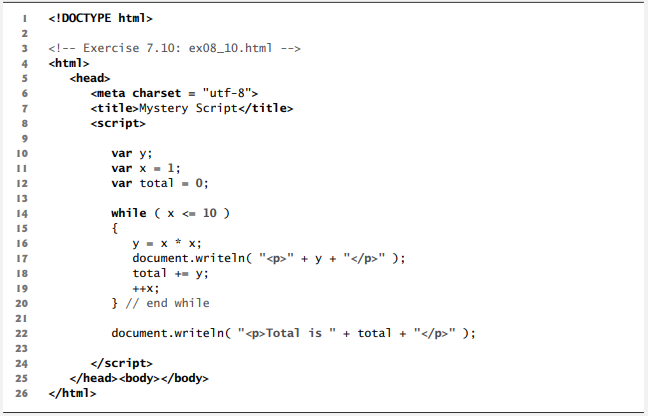 1 <!DOCTYPE html>
2
3 <!-- Exercise 7.10: ex08_10.html -->
4 <html>
5    <head>
6       <meta charset = "utf-8">
7       <title>Mystery Script</title>
8       <script>
9
10          var y;
11          var x = 1;
12          var total = 0;
13
14          while ( x <= 10 )
15          {
16             y = x * x;
17             document.writeln( "<p>" + y + "</p>" );
18             total += y;
19             ++x;
20          } // end while
21
22          document.writeln( "<p>Total is " + total + "</p>" );
23
24       </script>
25    </head><body></body>
26 </html>